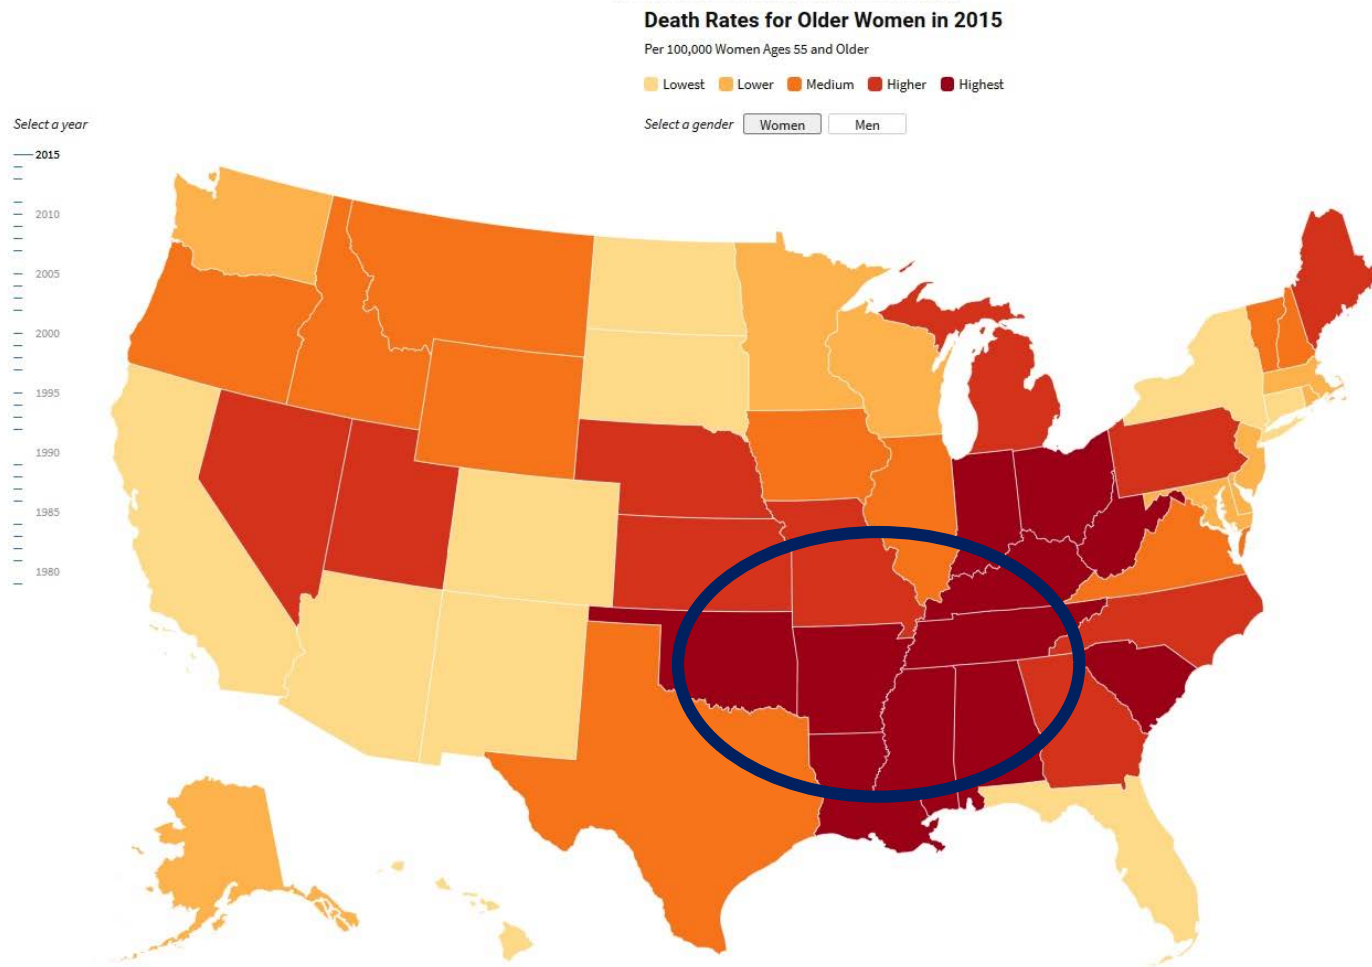 Death Rates for Older Women in 2015
Per 100,000 Women Ages 55 and Older
Lowest Lower Medium Higher Highest
Select a year
Select a gender Women Men
2015
2010
2005
2000
1995
1990
1985
1980